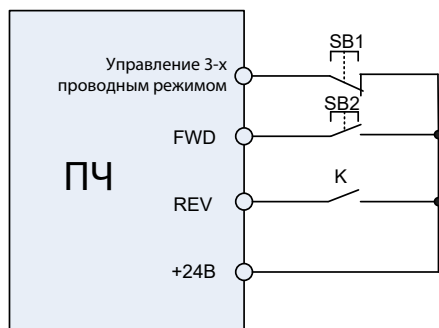 SB1
Управление 3-х
проводным режимом
SB2
FWD
ПЧ
K
REV
+24В